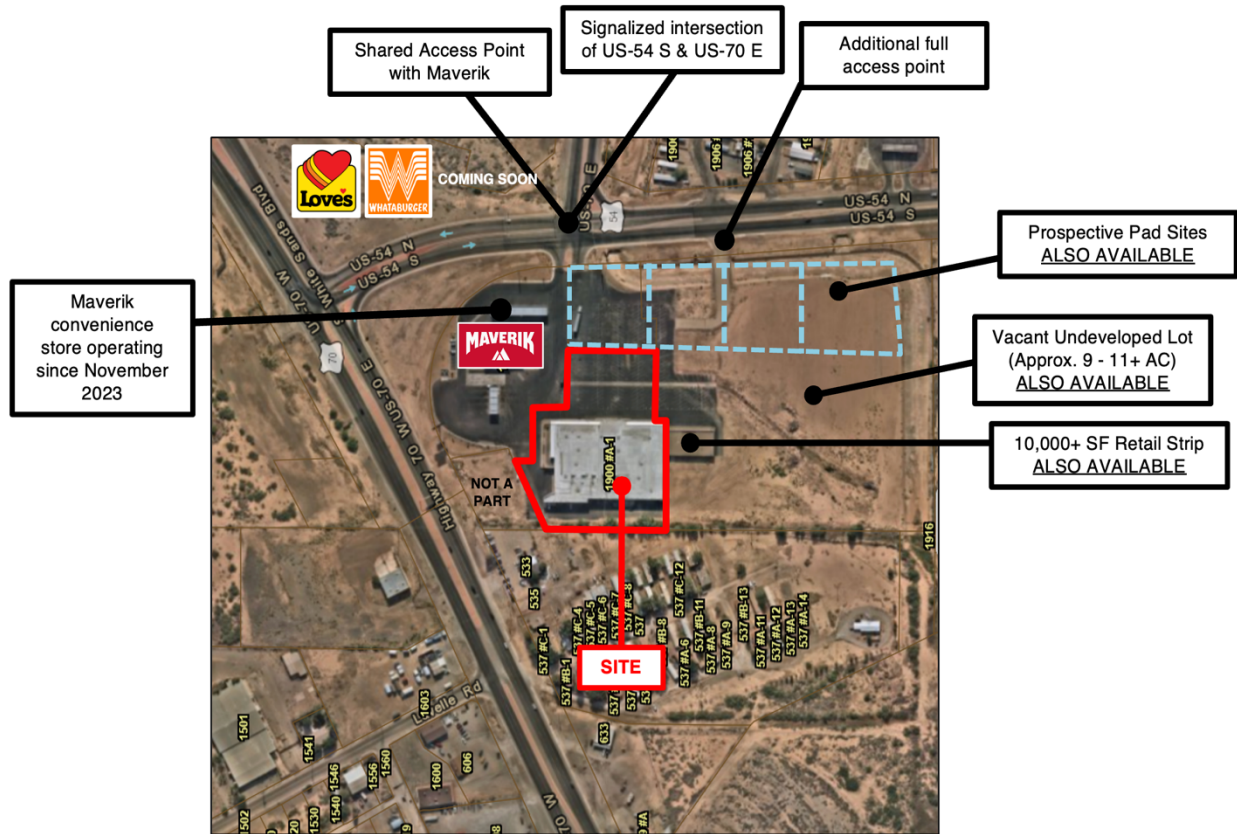 Shared Access Point
with Maverik
Signalized intersection
of US-54 S & US-70 E
Additional full
access point
Love's
WHATABURGER
COMING SOON
54
1906 #
1906 #
US-54 N
US-54 S
US-54 N
US-54 S
White Sands Blvd
US-70 W
Prospective Pad Sites
ALSO AVAILABLE
Maverik
convenience
store operating
since November
2023
MAVERIK
70
Highway 70 W
US-70 E
Vacant Undeveloped Lot
(Approx. 9 - 11+ AC)
ALSO AVAILABLE
10,000+ SF Retail Strip
ALSO AVAILABLE
1900 #A-1
NOT A
PART
1916
533
535
537 #C-1
537 #C-4
537 #C-5
537 #C-6
537 #C-7
537 #C-8
537
537 #C-12
537 #B-1
537 #A-6
537 #B-11
537 #A-8
537 #A-9
537 #B-13
537 #A-11
537 #A-12
537 #A-13
537 #A-14
SITE
633
1603
1501
1541
1546
1556
1560
1540
1530
1502
1600
606
70 W